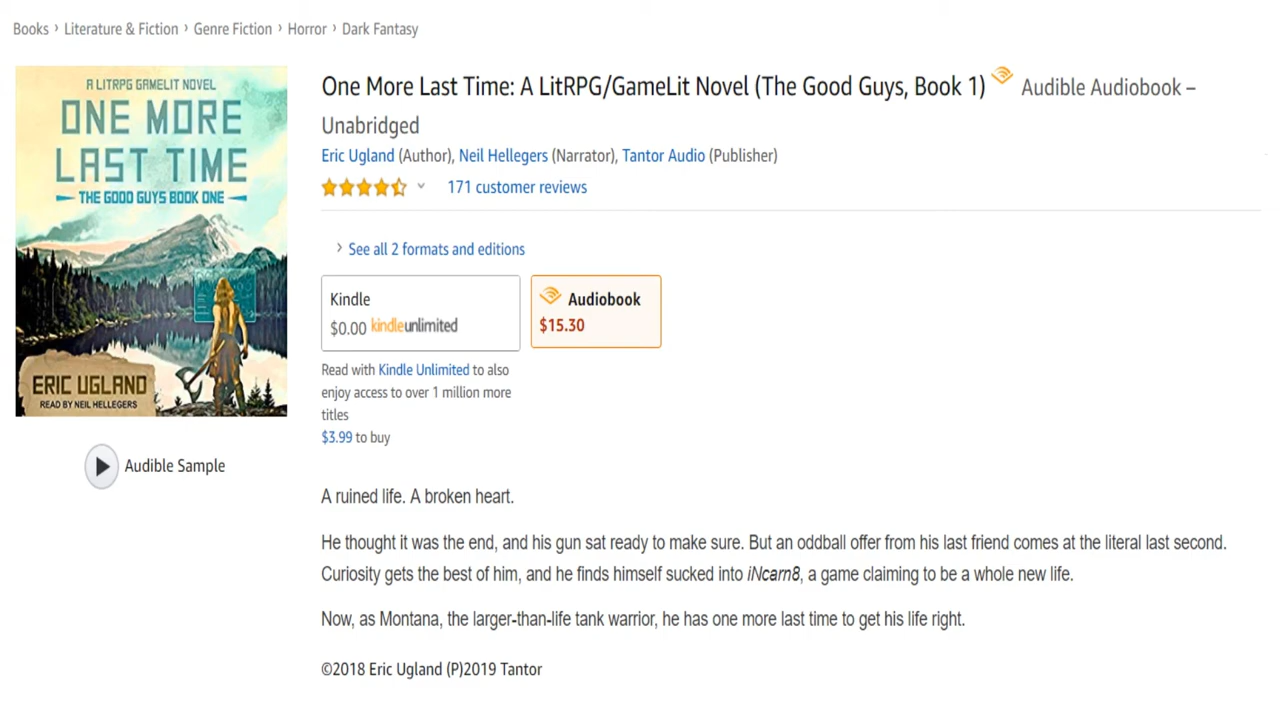 Books › Literature & Fiction › Genre Fiction › Horror › Dark Fantasy
A LITRPG GAMELIT NOVEL
ONE MORE
LAST TIME
THE GOOD GUYS BOOK ONE
ERIC UGLAND
READ BY NEIL HELLEGERS
Audible Sample
One More Last Time: A LitRPG/GameLit Novel (The Good Guys, Book 1) Audible Audiobook –
Unabridged
Eric Ugland (Author), Neil Hellegers (Narrator), Tantor Audio (Publisher)
171 customer reviews
› See all 2 formats and editions
Kindle
$0.00 kindleunlimited
Audiobook
$15.30
Read with Kindle Unlimited to also
enjoy access to over 1 million more
titles
$3.99 to buy
A ruined life. A broken heart.
He thought it was the end, and his gun sat ready to make sure. But an oddball offer from his last friend comes at the literal last second.
Curiosity gets the best of him, and he finds himself sucked into iNcarn8, a game claiming to be a whole new life.
Now, as Montana, the larger-than-life tank warrior, he has one more last time to get his life right.
©2018 Eric Ugland (P)2019 Tantor